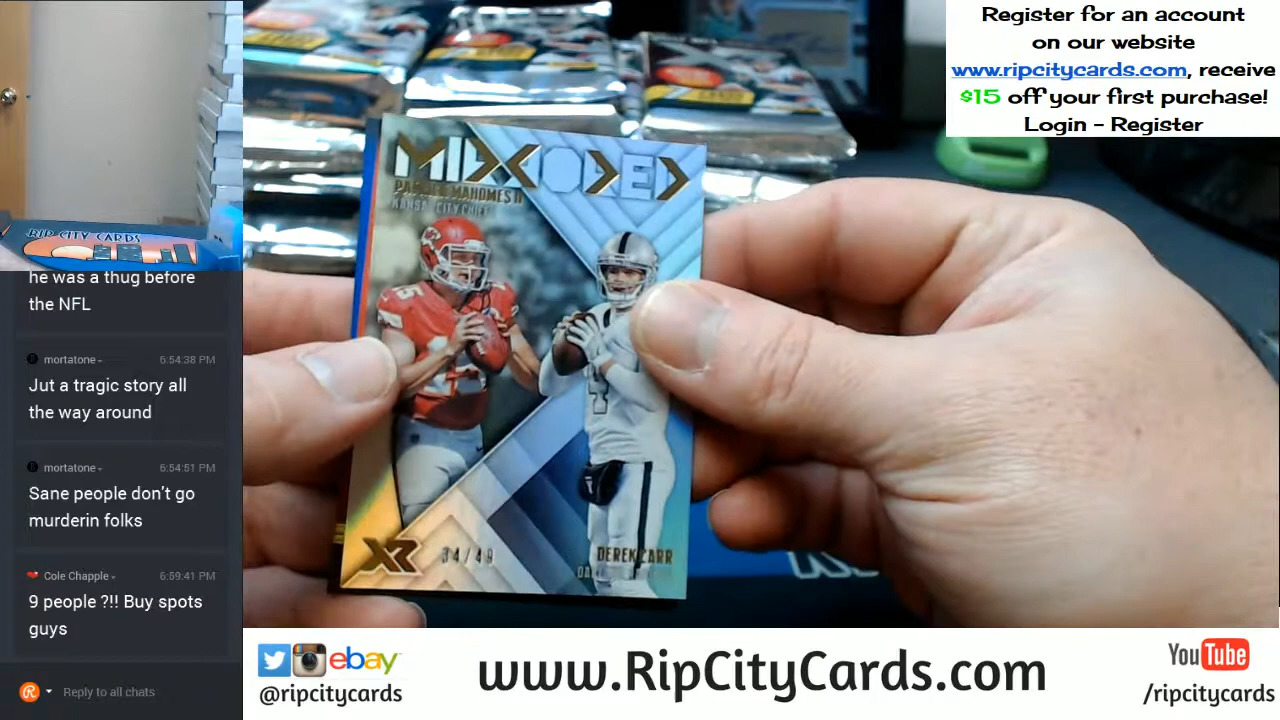 Register for an account
on our website
www.ripcitycards.com, receive
$15 off your first purchase!
Login - Register
RIP CITY CARDS
he was a thug before
the NFL
mortatone
6:54:38 PM
Jut a tragic story all
the way around
mortatone
6:54:51 PM
Sane people don't go
murderin folks
Cole Chapple
6:59:41 PM
9 people ?!! Buy spots
guys
Reply to all chats
MIXXODED
PATRICK MAHOMES II
KANSAS CITY CHIEFS
15
4
XR
34/49
DEREK CARR
ebay
@ripcitycards
www.RipCityCards.com
YouTube
/ripcitycards